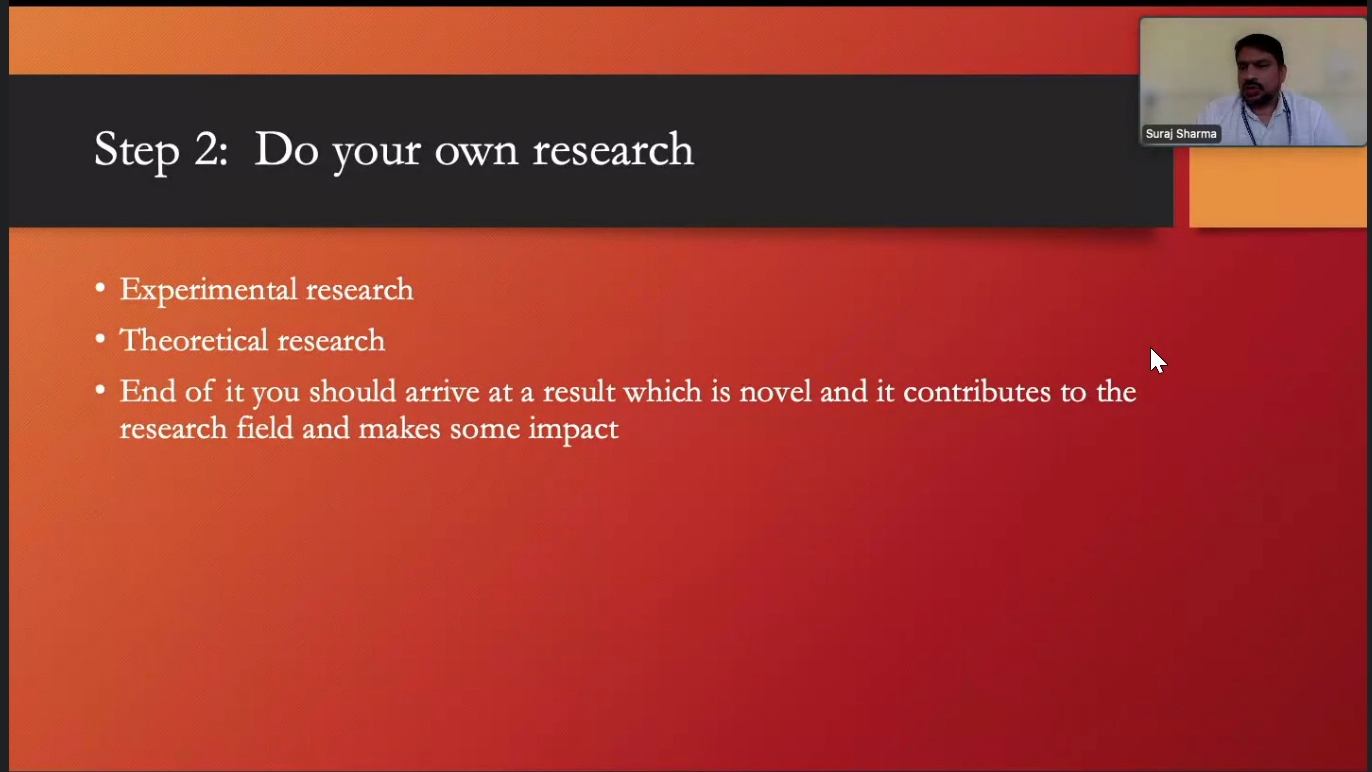 Step 2:  Do your own research
Suraj Sharma
• Experimental research
• Theoretical research
• End of it you should arrive at a result which is novel and it contributes to the
research field and makes some impact